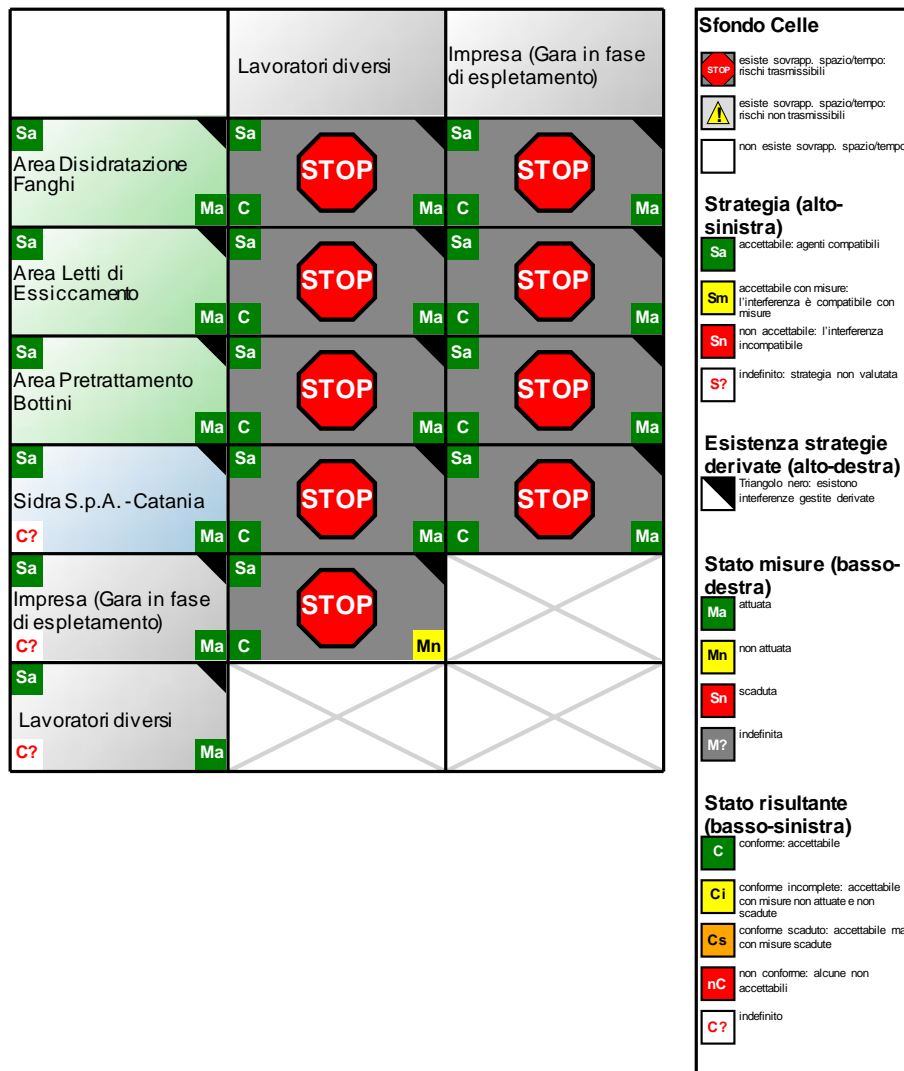 Lavoratori diversi
Impresa (Gara in fase
di espletamento)
Sa
Area Disidratazione
Fanghi
Ma
Sa
STOP
C
Ma
Sa
STOP
C
Ma
Sa
Area Letti di
Essiccamento
Ma
Sa
STOP
C
Ma
Sa
STOP
C
Ma
Sa
Area Pretrattamento
Bottini
Ma
Sa
STOP
C
Ma
Sa
STOP
C
Ma
Sa
Sidra S.p.A. - Catania
C?
Ma
Sa
STOP
C
Ma
Sa
STOP
C
Ma
Sa
Impresa (Gara in fase
di espletamento)
C?
Ma
Sa
STOP
C
Mn
Sa
Lavoratori diversi
C?
Ma
Sfondo Celle
STOP
esiste sovrapp. spazio/tempo:
rischi trasmissibili
esiste sovrapp. spazio/tempo:
rischi non trasmissibili
non esiste sovrapp. spazio/tempo
Strategia (alto-
sinistra)
Sa
accettabile: agenti compatibili
Sm
accettabile con misure:
l'interferenza è compatibile con
misure
Sn
non accettabile: l'interferenza
incompatibile
S?
indefinito: strategia non valutata
Esistenza strategie
derivate (alto-destra)
Triangolo nero: esistono
interferenze gestite derivate
Stato misure (basso-
destra)
Ma
attuata
Mn
non attuata
Sn
scaduta
M?
indefinita
Stato risultante
(basso-sinistra)
C
conforme: accettabile
Ci
conforme incomplete: accettabile
con misure non attuate e non
scadute
Cs
conforme scaduto: accettabile ma
con misure scadute
nC
non conforme: alcune non
accettabili
C?
indefinito